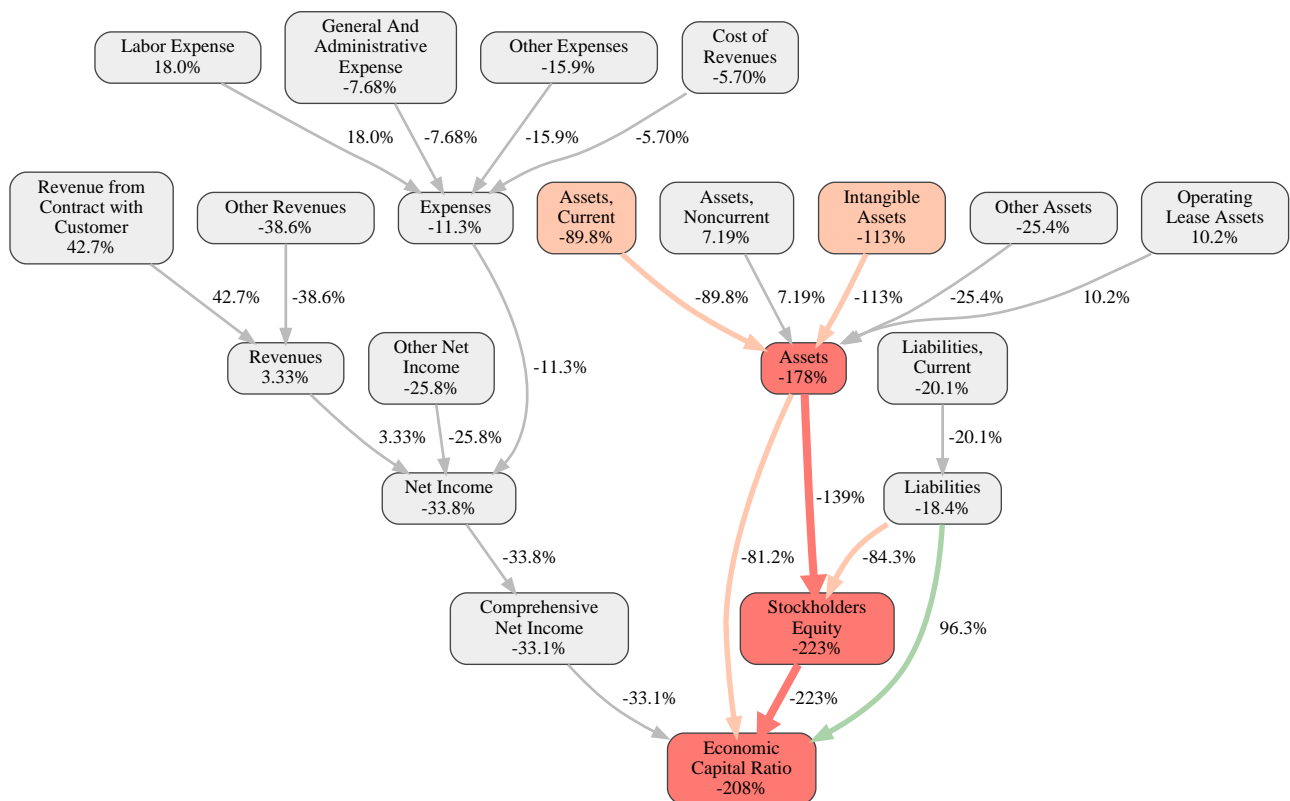 Labor Expense
18.0%
General And
Administrative
Expense
-7.68%
Other Expenses
-15.9%
Cost of
Revenues
-5.70%
18.0%
-7.68%
-15.9%
-5.70%
Revenue from
Contract with
Customer
42.7%
Other Revenues
-38.6%
Expenses
-11.3%
Assets,
Current
-89.8%
Assets,
Noncurrent
7.19%
Intangible
Assets
-113%
Other Assets
-25.4%
Operating
Lease Assets
10.2%
42.7%
-38.6%
-89.8%
7.19%
-113%
-25.4%
10.2%
Revenues
3.33%
Other Net
Income
-25.8%
-11.3%
Assets
-178%
Liabilities,
Current
-20.1%
3.33%
-25.8%
-20.1%
Net Income
-33.8%
-139%
Liabilities
-18.4%
-33.8%
-81.2%
-84.3%
Comprehensive
Net Income
-33.1%
Stockholders
Equity
-223%
96.3%
-33.1%
-223%
Economic
Capital Ratio
-208%